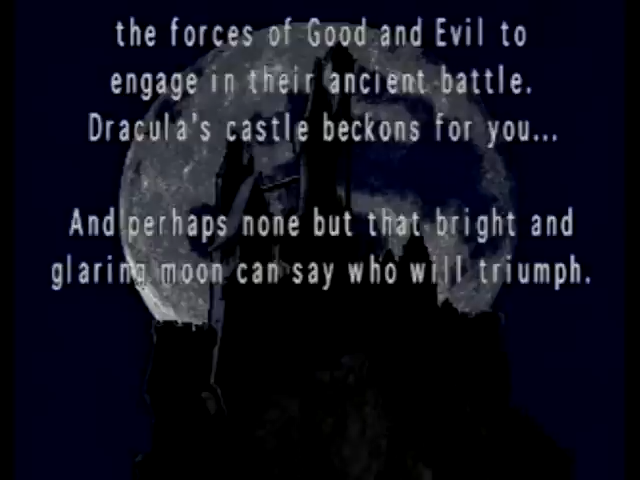 the forces of Good and Evil to
engage in their ancient battle.
Dracula's castle beckons for you...
And perhaps none but that bright and
glaring moon can say who will triumph.